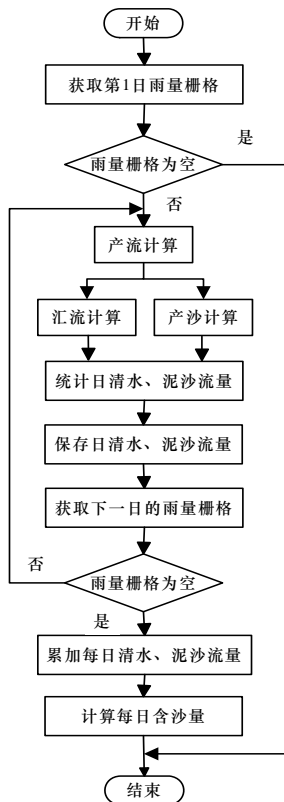 开始
获取第1日雨量栅格
是
雨量栅格为空
否
产流计算
汇流计算
产沙计算
统计日清水、泥沙流量
保存日清水、泥沙流量
获取下一日的雨量栅格
否
雨量栅格为空
是
累加每日清水、泥沙流量
计算每日含沙量
结束